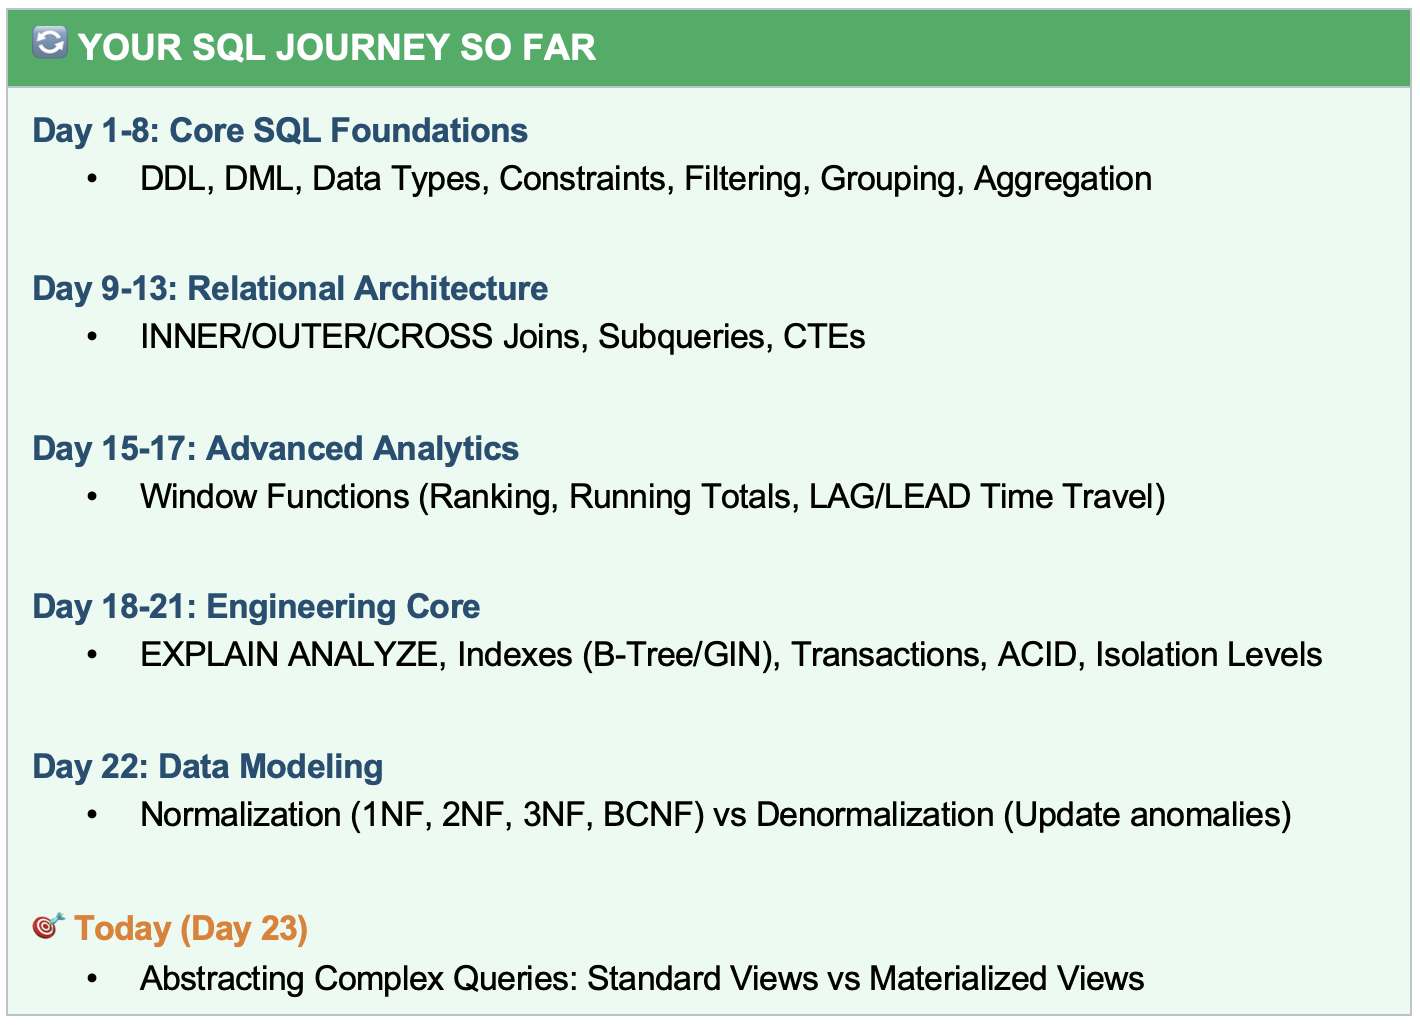 YOUR SQL JOURNEY SO FAR
Day 1-8: Core SQL Foundations
• DDL, DML, Data Types, Constraints, Filtering, Grouping, Aggregation
Day 9-13: Relational Architecture
• INNER/OUTER/CROSS Joins, Subqueries, CTEs
Day 15-17: Advanced Analytics
• Window Functions (Ranking, Running Totals, LAG/LEAD Time Travel)
Day 18-21: Engineering Core
• EXPLAIN ANALYZE, Indexes (B-Tree/GIN), Transactions, ACID, Isolation Levels
Day 22: Data Modeling
• Normalization (1NF, 2NF, 3NF, BCNF) vs Denormalization (Update anomalies)
Today (Day 23)
• Abstracting Complex Queries: Standard Views vs Materialized Views